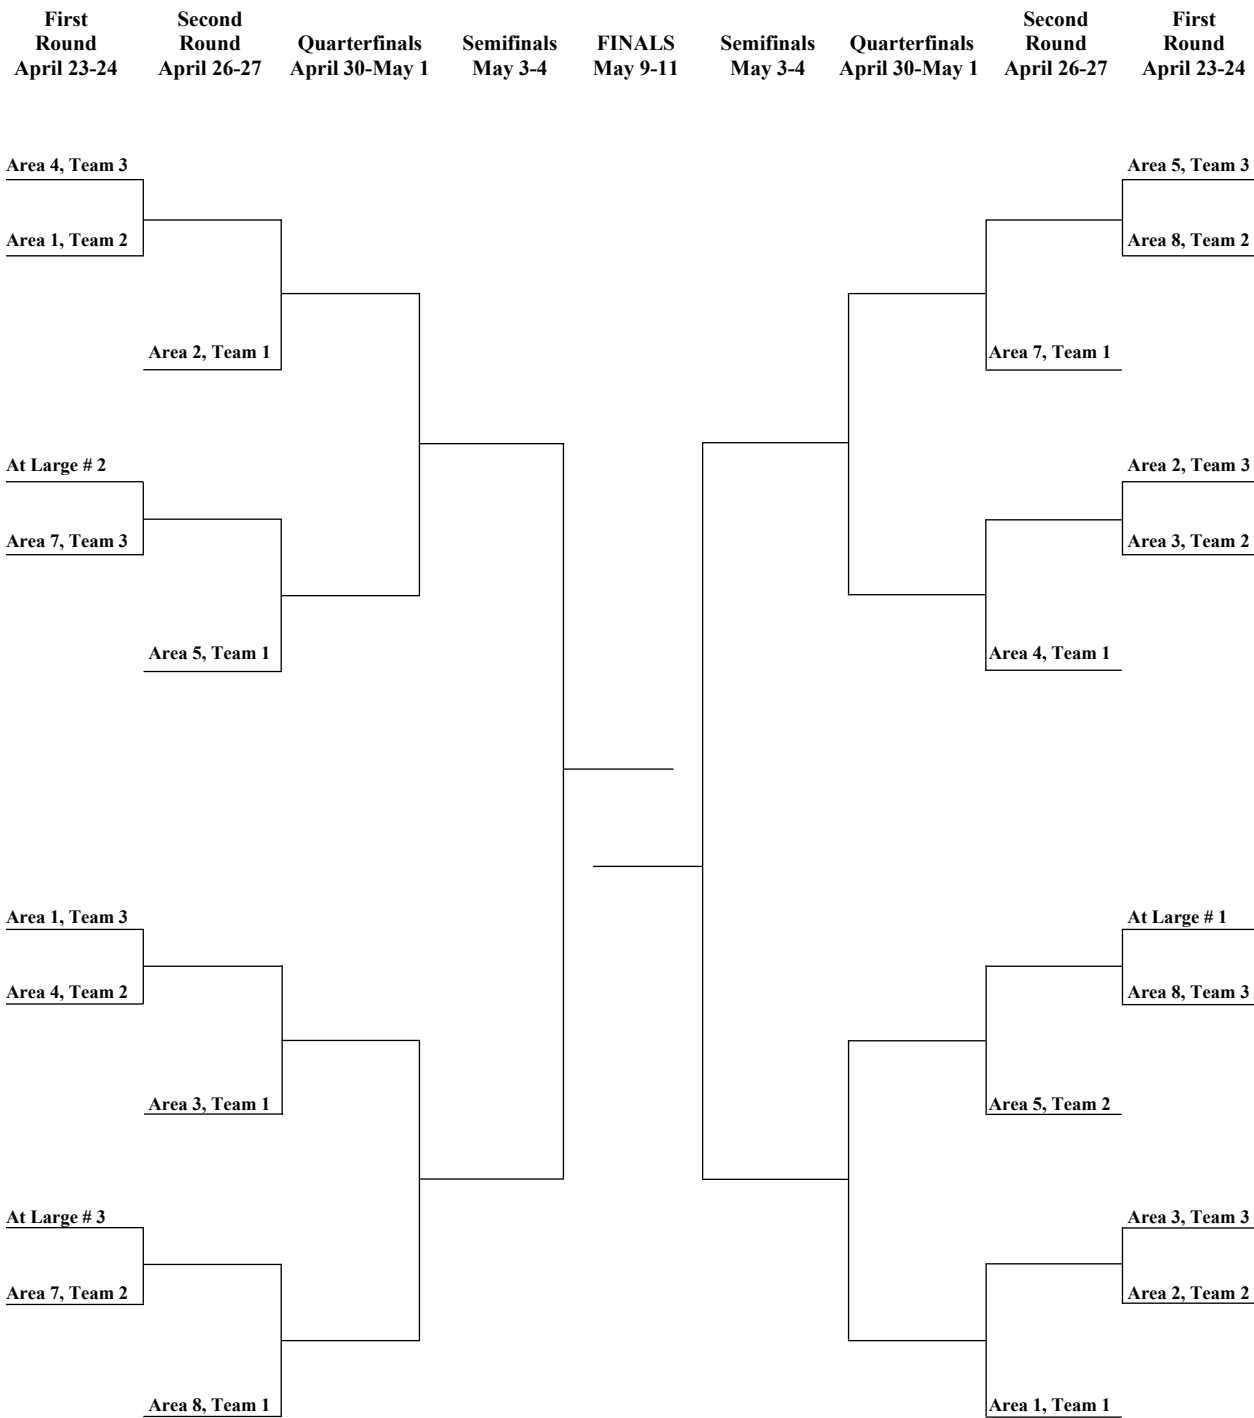 First
Round
April 23-24
Second
Round
April 26-27
Quarterfinals
April 30-May 1
Semifinals
May 3-4
FINALS
May 9-11
Semifinals
May 3-4
Quarterfinals
April 30-May 1
Second
Round
April 26-27
First
Round
April 23-24
Area 4, Team 3
Area 1, Team 2
Area 2, Team 1
At Large # 2
Area 7, Team 3
Area 5, Team 1
Area 1, Team 3
Area 4, Team 2
Area 3, Team 1
At Large # 3
Area 7, Team 2
Area 8, Team 1
Area 5, Team 3
Area 8, Team 2
Area 7, Team 1
Area 2, Team 3
Area 3, Team 2
Area 4, Team 1
At Large # 1
Area 8, Team 3
Area 5, Team 2
Area 3, Team 3
Area 2, Team 2
Area 1, Team 1